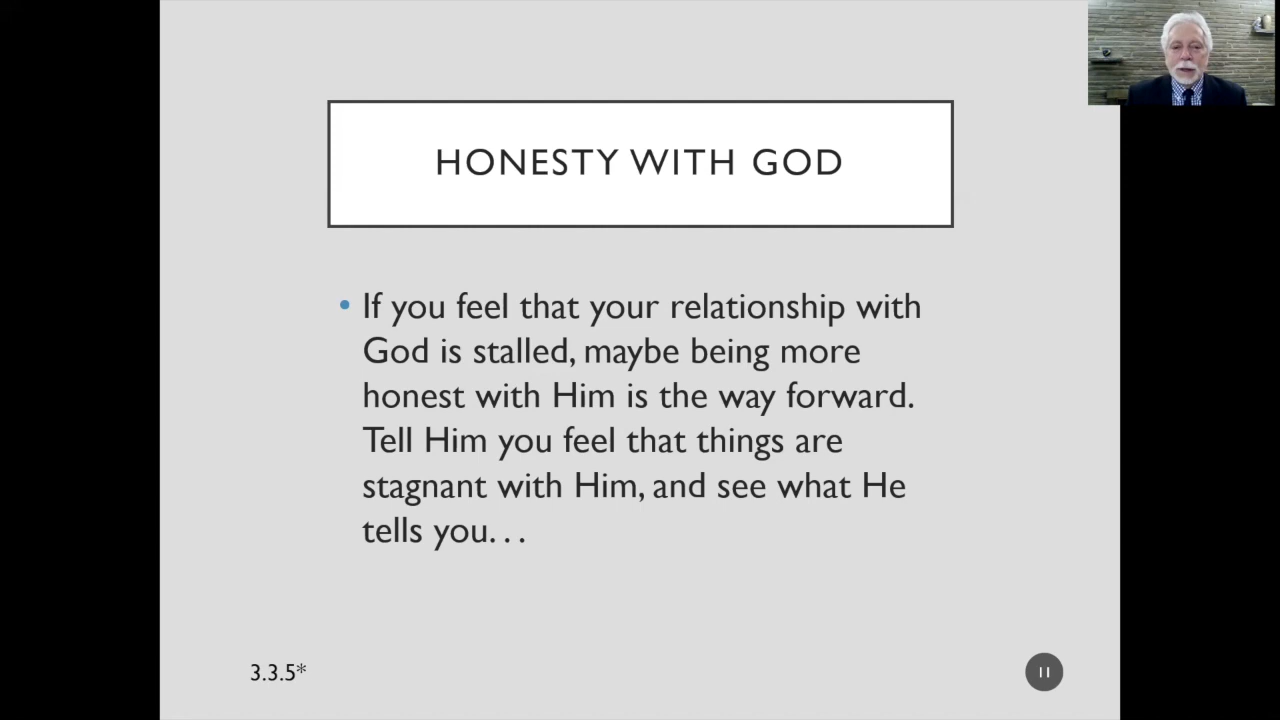 HONESTY WITH GOD
• If you feel that your relationship with
God is stalled, maybe being more
honest with Him is the way forward.
Tell Him you feel that things are
stagnant with Him, and see what He
tells you. . .
3.3.5*
11